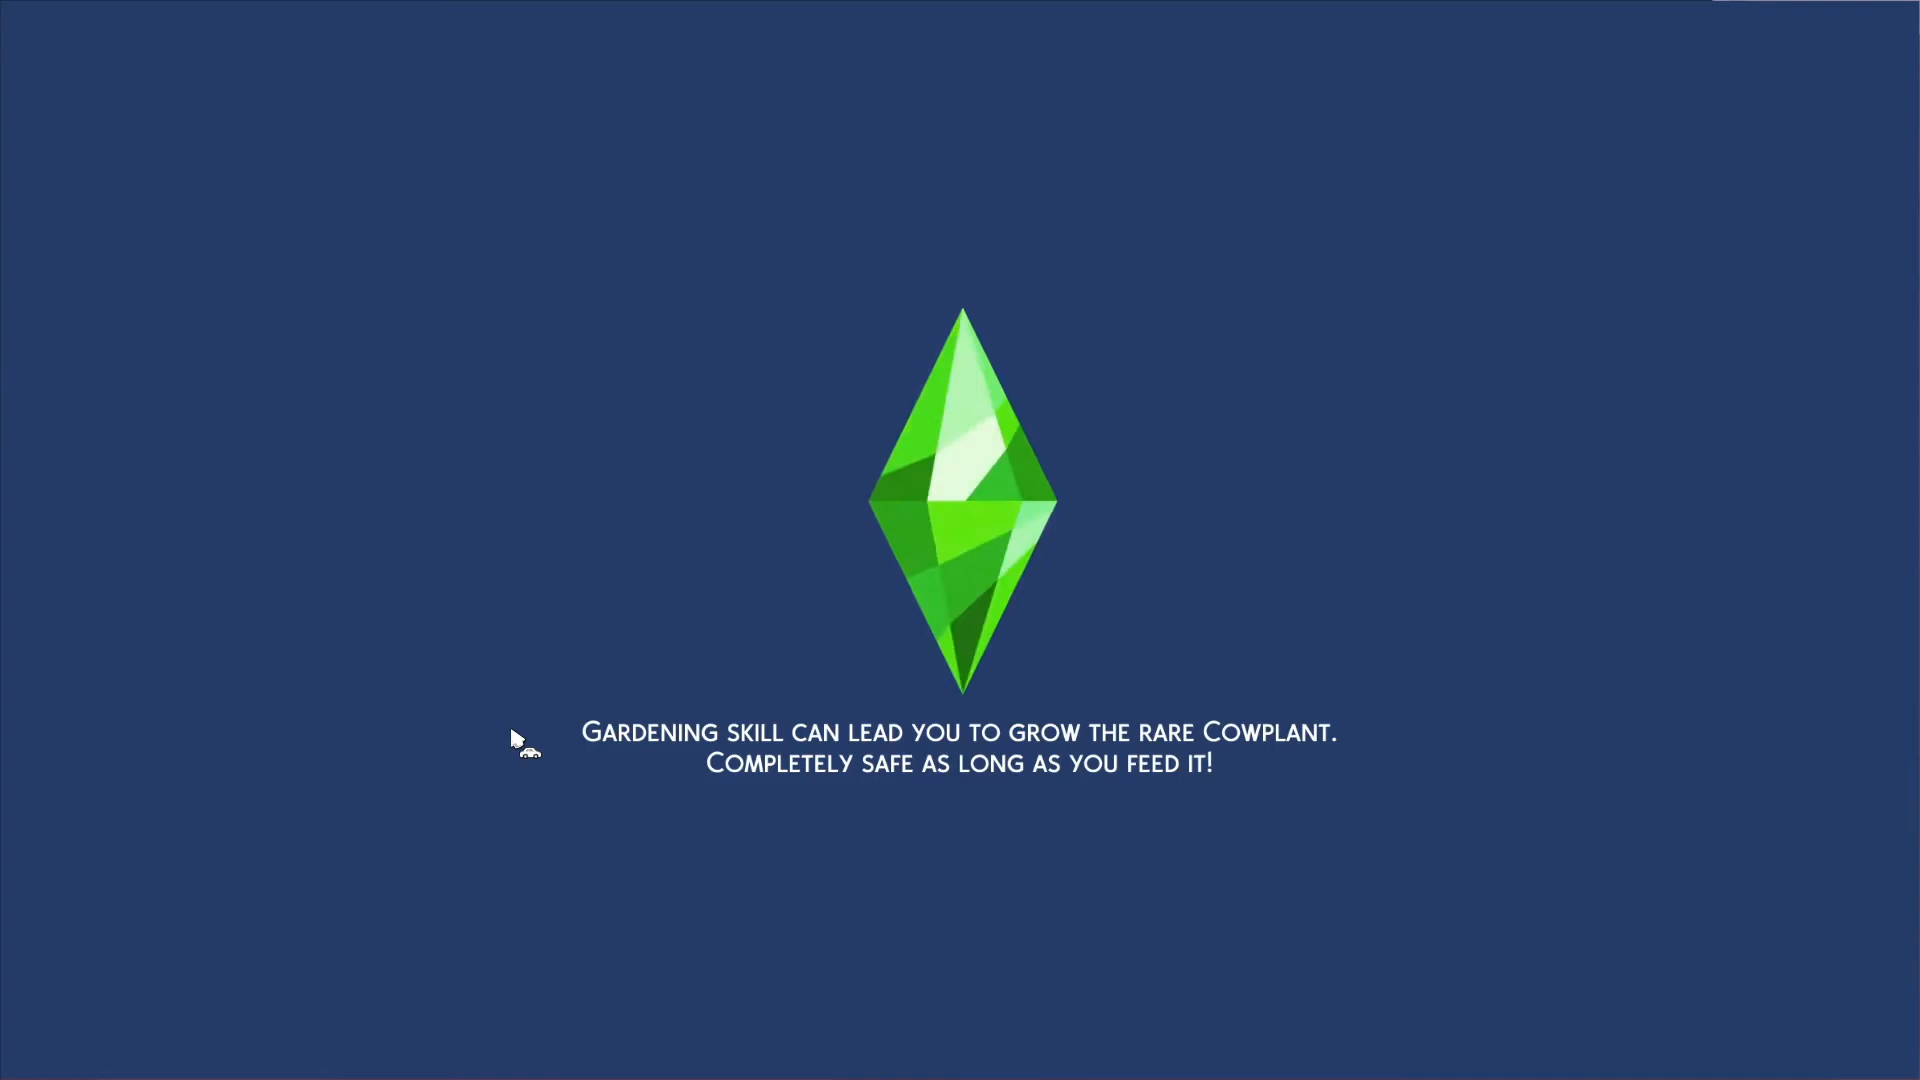 Gardening skill can lead you to grow the rare Cowplant.
Completely safe as long as you feed it!